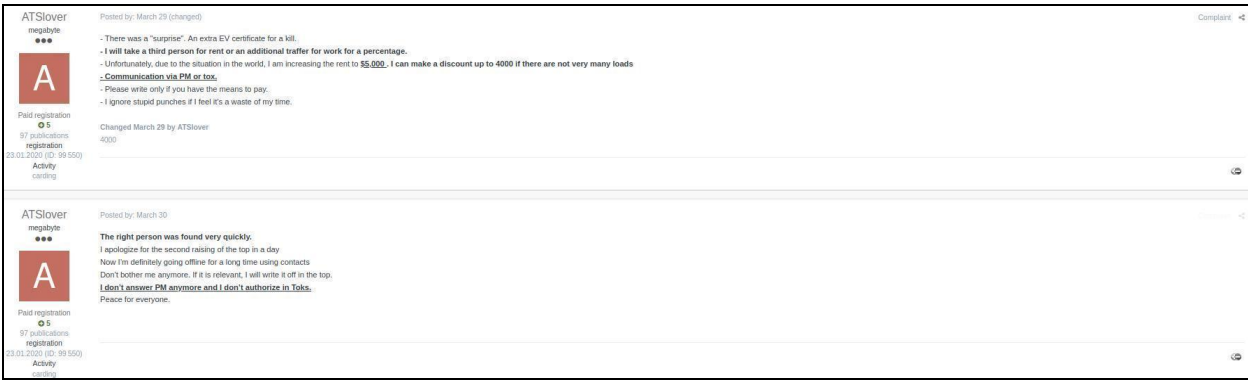 ATSlover
megabyte
A
Paid registration
5
97 publications
registration
23.01.2020 (ID: 99 550)
Activity
carding
Posted by: March 29 (changed)
Complaint
- There was a "surprise". An extra EV certificate for a kill.
- I will take a third person for rent or an additional traffer for work for a percentage.
- Unfortunately, due to the situation in the world, I am increasing the rent to $5,000 . I can make a discount up to 4000 if there are not very many loads
- Communication via PM or tox.
- Please write only if you have the means to pay.
- I ignore stupid punches if I feel it's a waste of my time.
Changed March 29 by ATSlover
4000
ATSlover
megabyte
A
Paid registration
5
97 publications
registration
23.01.2020 (ID: 99 550)
Activity
carding
Posted by: March 30
Complaint
The right person was found very quickly.
I apologize for the second raising of the top in a day
Now I'm definitely going offline for a long time using contacts
Don't bother me anymore. If it is relevant, I will write it off in the top.
I don't answer PM anymore and I don't authorize in Toks.
Peace for everyone.